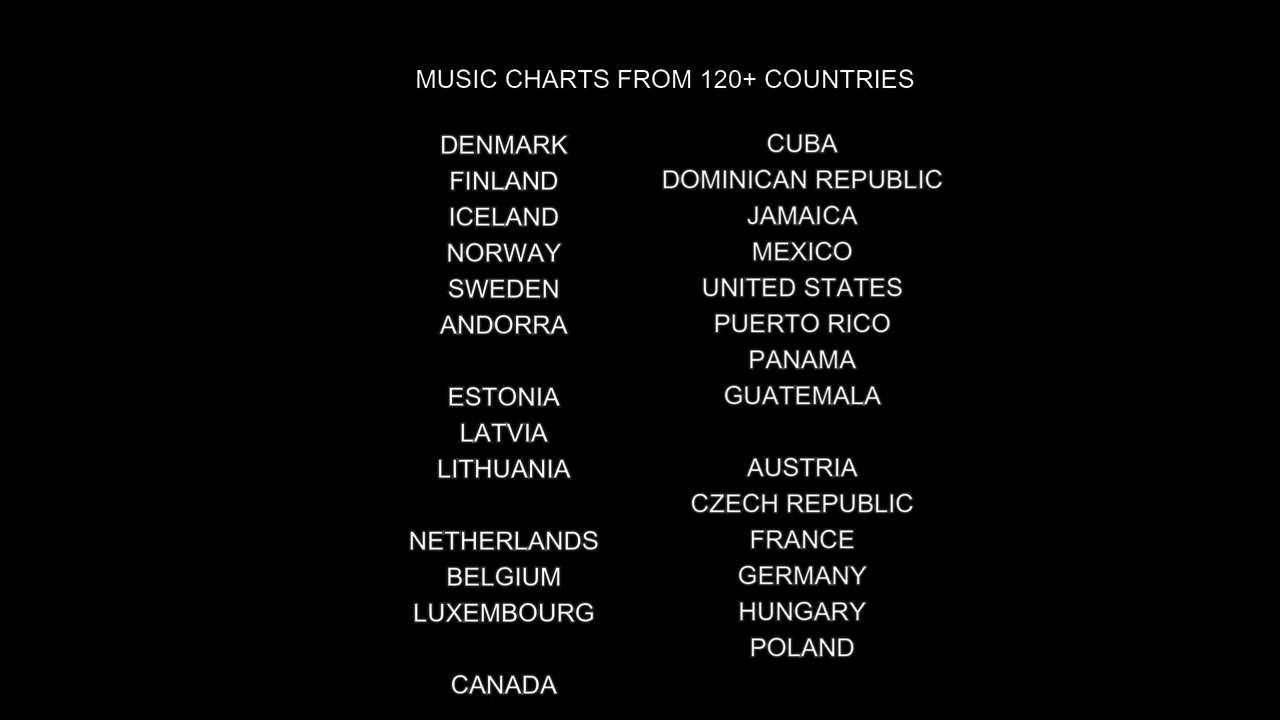 MUSIC CHARTS FROM 120+ COUNTRIES
DENMARK
FINLAND
ICELAND
NORWAY
SWEDEN
ANDORRA
ESTONIA
LATVIA
LITHUANIA
NETHERLANDS
BELGIUM
LUXEMBOURG
CANADA
CUBA
DOMINICAN REPUBLIC
JAMAICA
MEXICO
UNITED STATES
PUERTO RICO
PANAMA
GUATEMALA
AUSTRIA
CZECH REPUBLIC
FRANCE
GERMANY
HUNGARY
POLAND